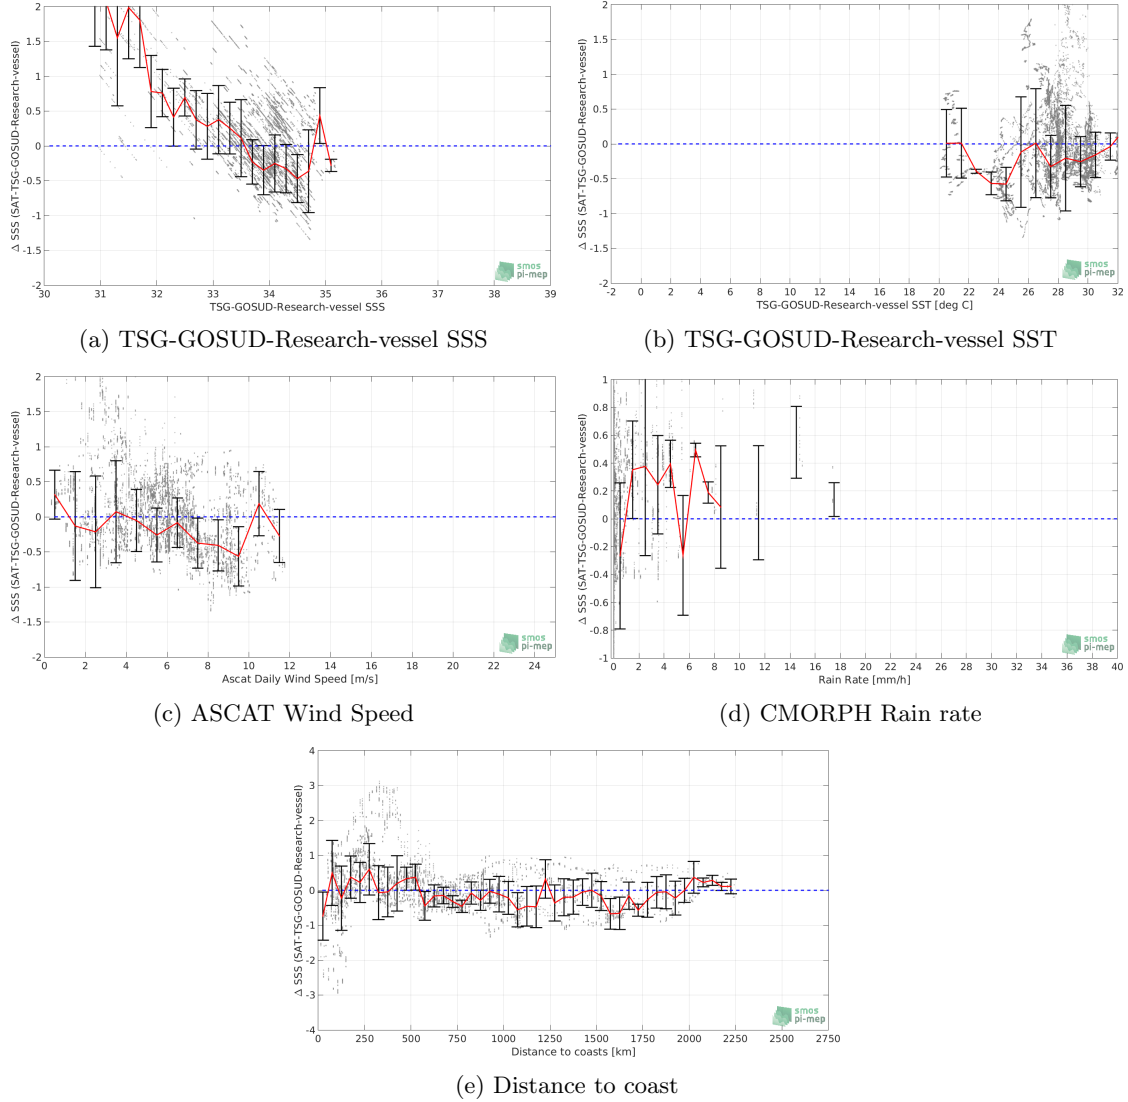 Δ SSS (SAT-TSG-GOSUD-Research-vessel)
2
1.5
1
0.5
0
-0.5
-1
-1.5
-2
30 31 32 33 34 35 36 37 38 39
TSG-GOSUD-Research-vessel SSS
smos
pi-mep
(a) TSG-GOSUD-Research-vessel SSS
Δ SSS (SAT-TSG-GOSUD-Research-vessel)
2
1.5
1
0.5
0
-0.5
-1
-1.5
-2
-2 0 2 4 6 8 10 12 14 16 18 20 22 24 26 28 30 32
TSG-GOSUD-Research-vessel SST [deg C]
smos
pi-mep
(b) TSG-GOSUD-Research-vessel SST
Δ SSS (SAT-TSG-GOSUD-Research-vessel)
2
1.5
1
0.5
0
-0.5
-1
-1.5
-2
0 2 4 6 8 10 12 14 16 18 20 22 24
Ascat Daily Wind Speed [m/s]
smos
pi-mep
(c) ASCAT Wind Speed
Δ SSS (SAT-TSG-GOSUD-Research-vessel)
1
0.8
0.6
0.4
0.2
0
-0.2
-0.4
-0.6
-0.8
-1
0 2 4 6 8 10 12 14 16 18 20 22 24 26 28 30 32 34 36 38 40
Rain Rate [mm/h]
smos
pi-mep
(d) CMORPH Rain rate
Δ SSS (SAT-TSG-GOSUD-Research-vessel)
4
3
2
1
0
-1
-2
-3
-4
0 250 500 750 1000 1250 1500 1750 2000 2250 2500 2750
Distance to coasts [km]
smos
pi-mep
(e) Distance to coast